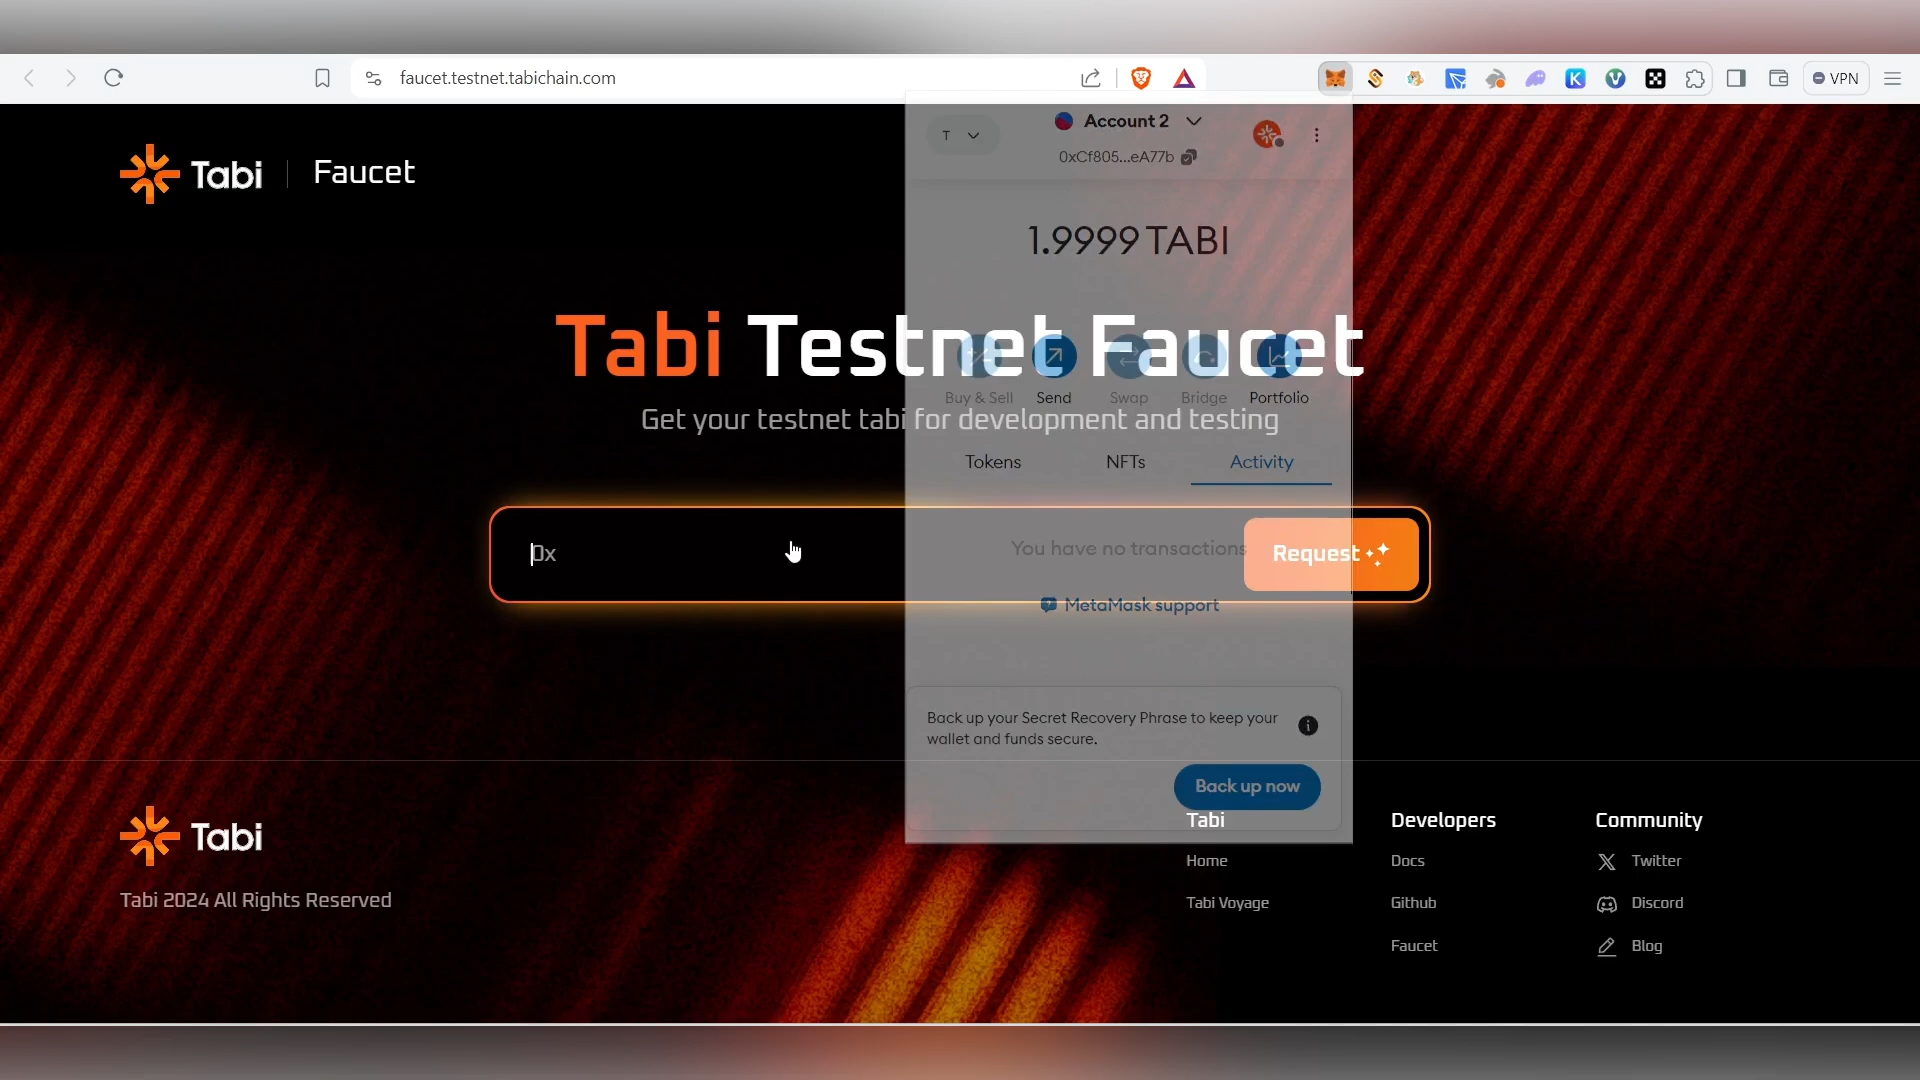 faucet.testnet.tabichain.com
VPN
T
Account 2
0xCf805...eA77b
Tabi
Faucet
1.9999 TABI
Tabi Testnet Faucet
Buy & Sell
Send
Swap
Bridge
Portfolio
Get your testnet tabi for development and testing
Tokens
NFTs
Activity
0x
You have no transactions
Request
MetaMask support
Back up your Secret Recovery Phrase to keep your
wallet and funds secure.
Back up now
Tabi
Tabi 2024 All Rights Reserved
Tabi
Home
Tabi Voyage
Developers
Docs
Github
Faucet
Community
Twitter
Discord
Blog